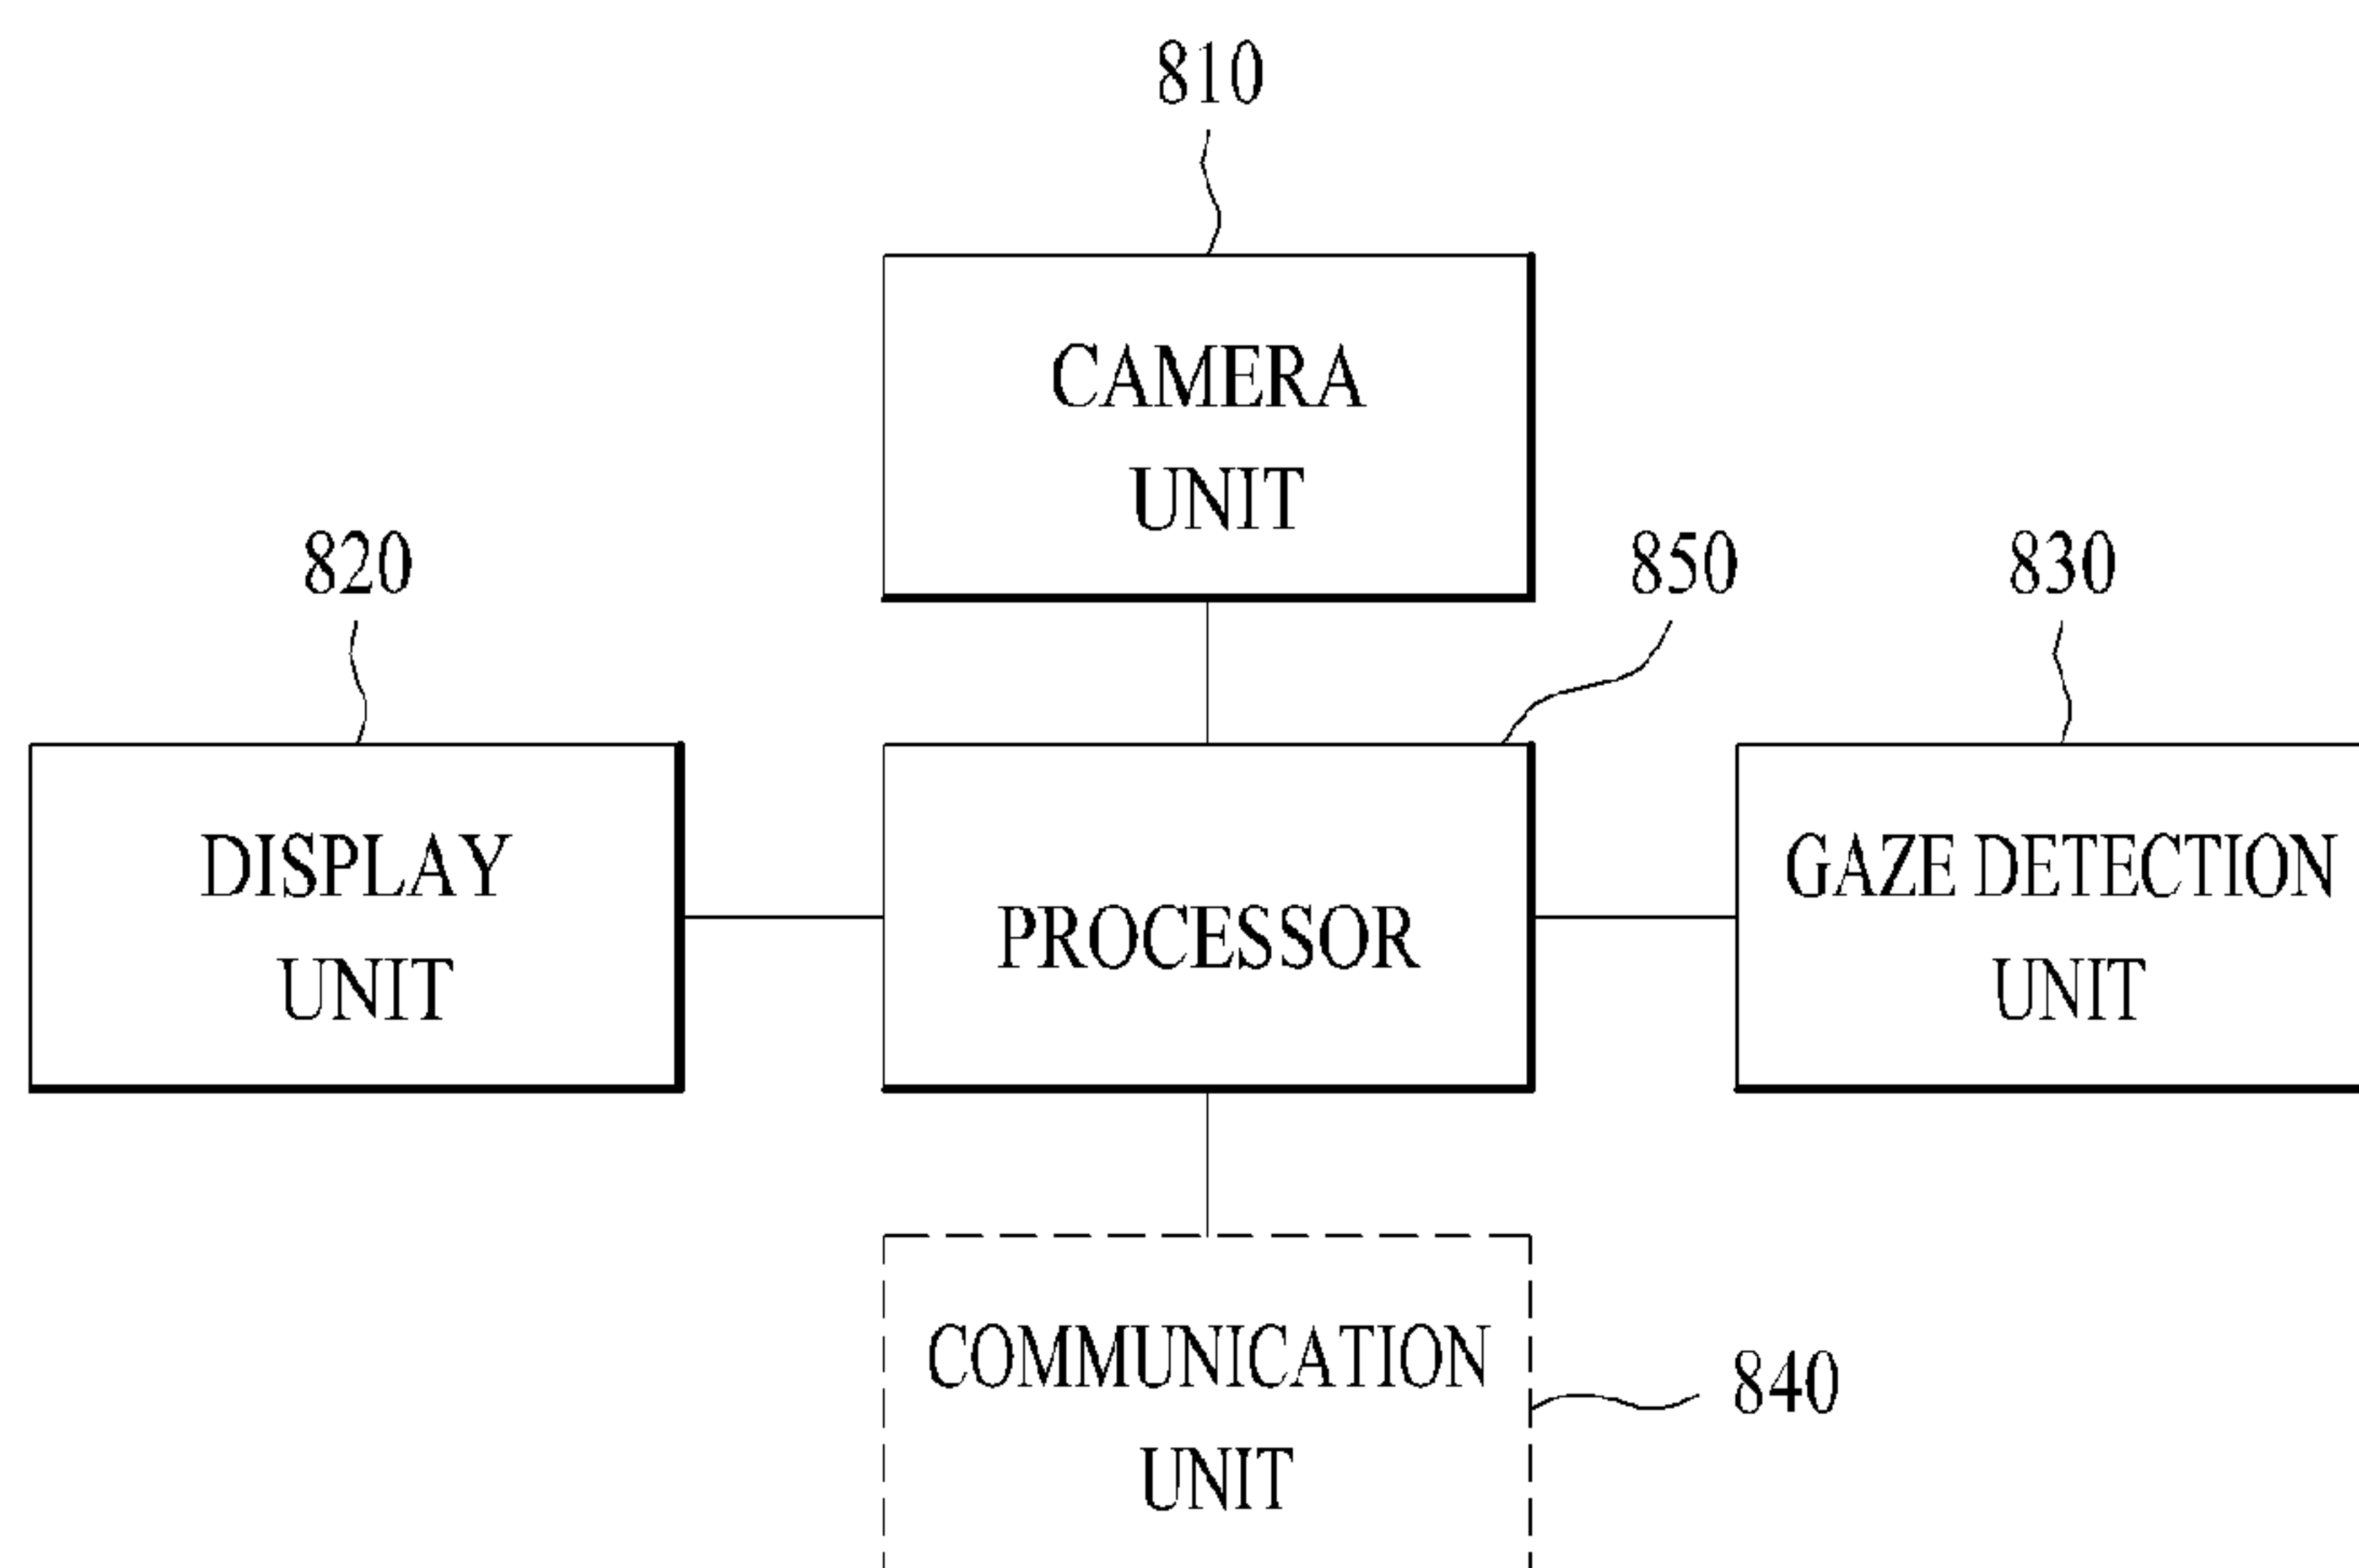 810
CAMERA
UNIT
820
850
830
DISPLAY
UNIT
PROCESSOR
GAZE DETECTION
UNIT
COMMUNICATION
UNIT
840